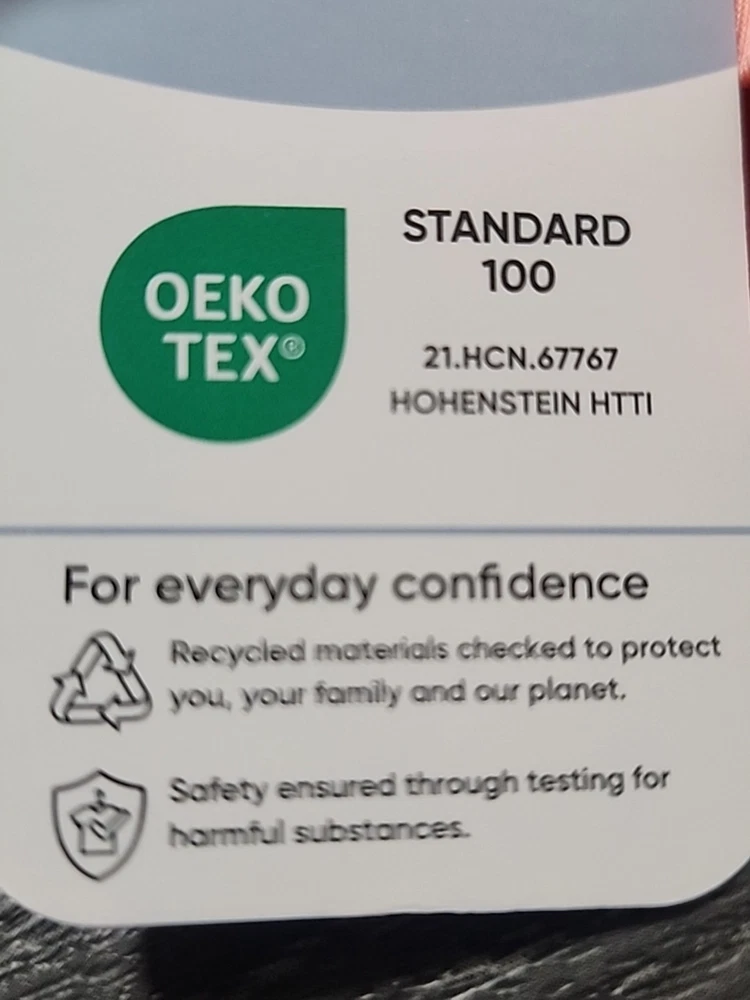 OEKO
TEX®
STANDARD
100
21.HCN.67767
HOHENSTEIN HTTI
For everyday confidence
Recycled materials checked to protect
you, your family and our planet.
Safety ensured through testing for
harmful substances.